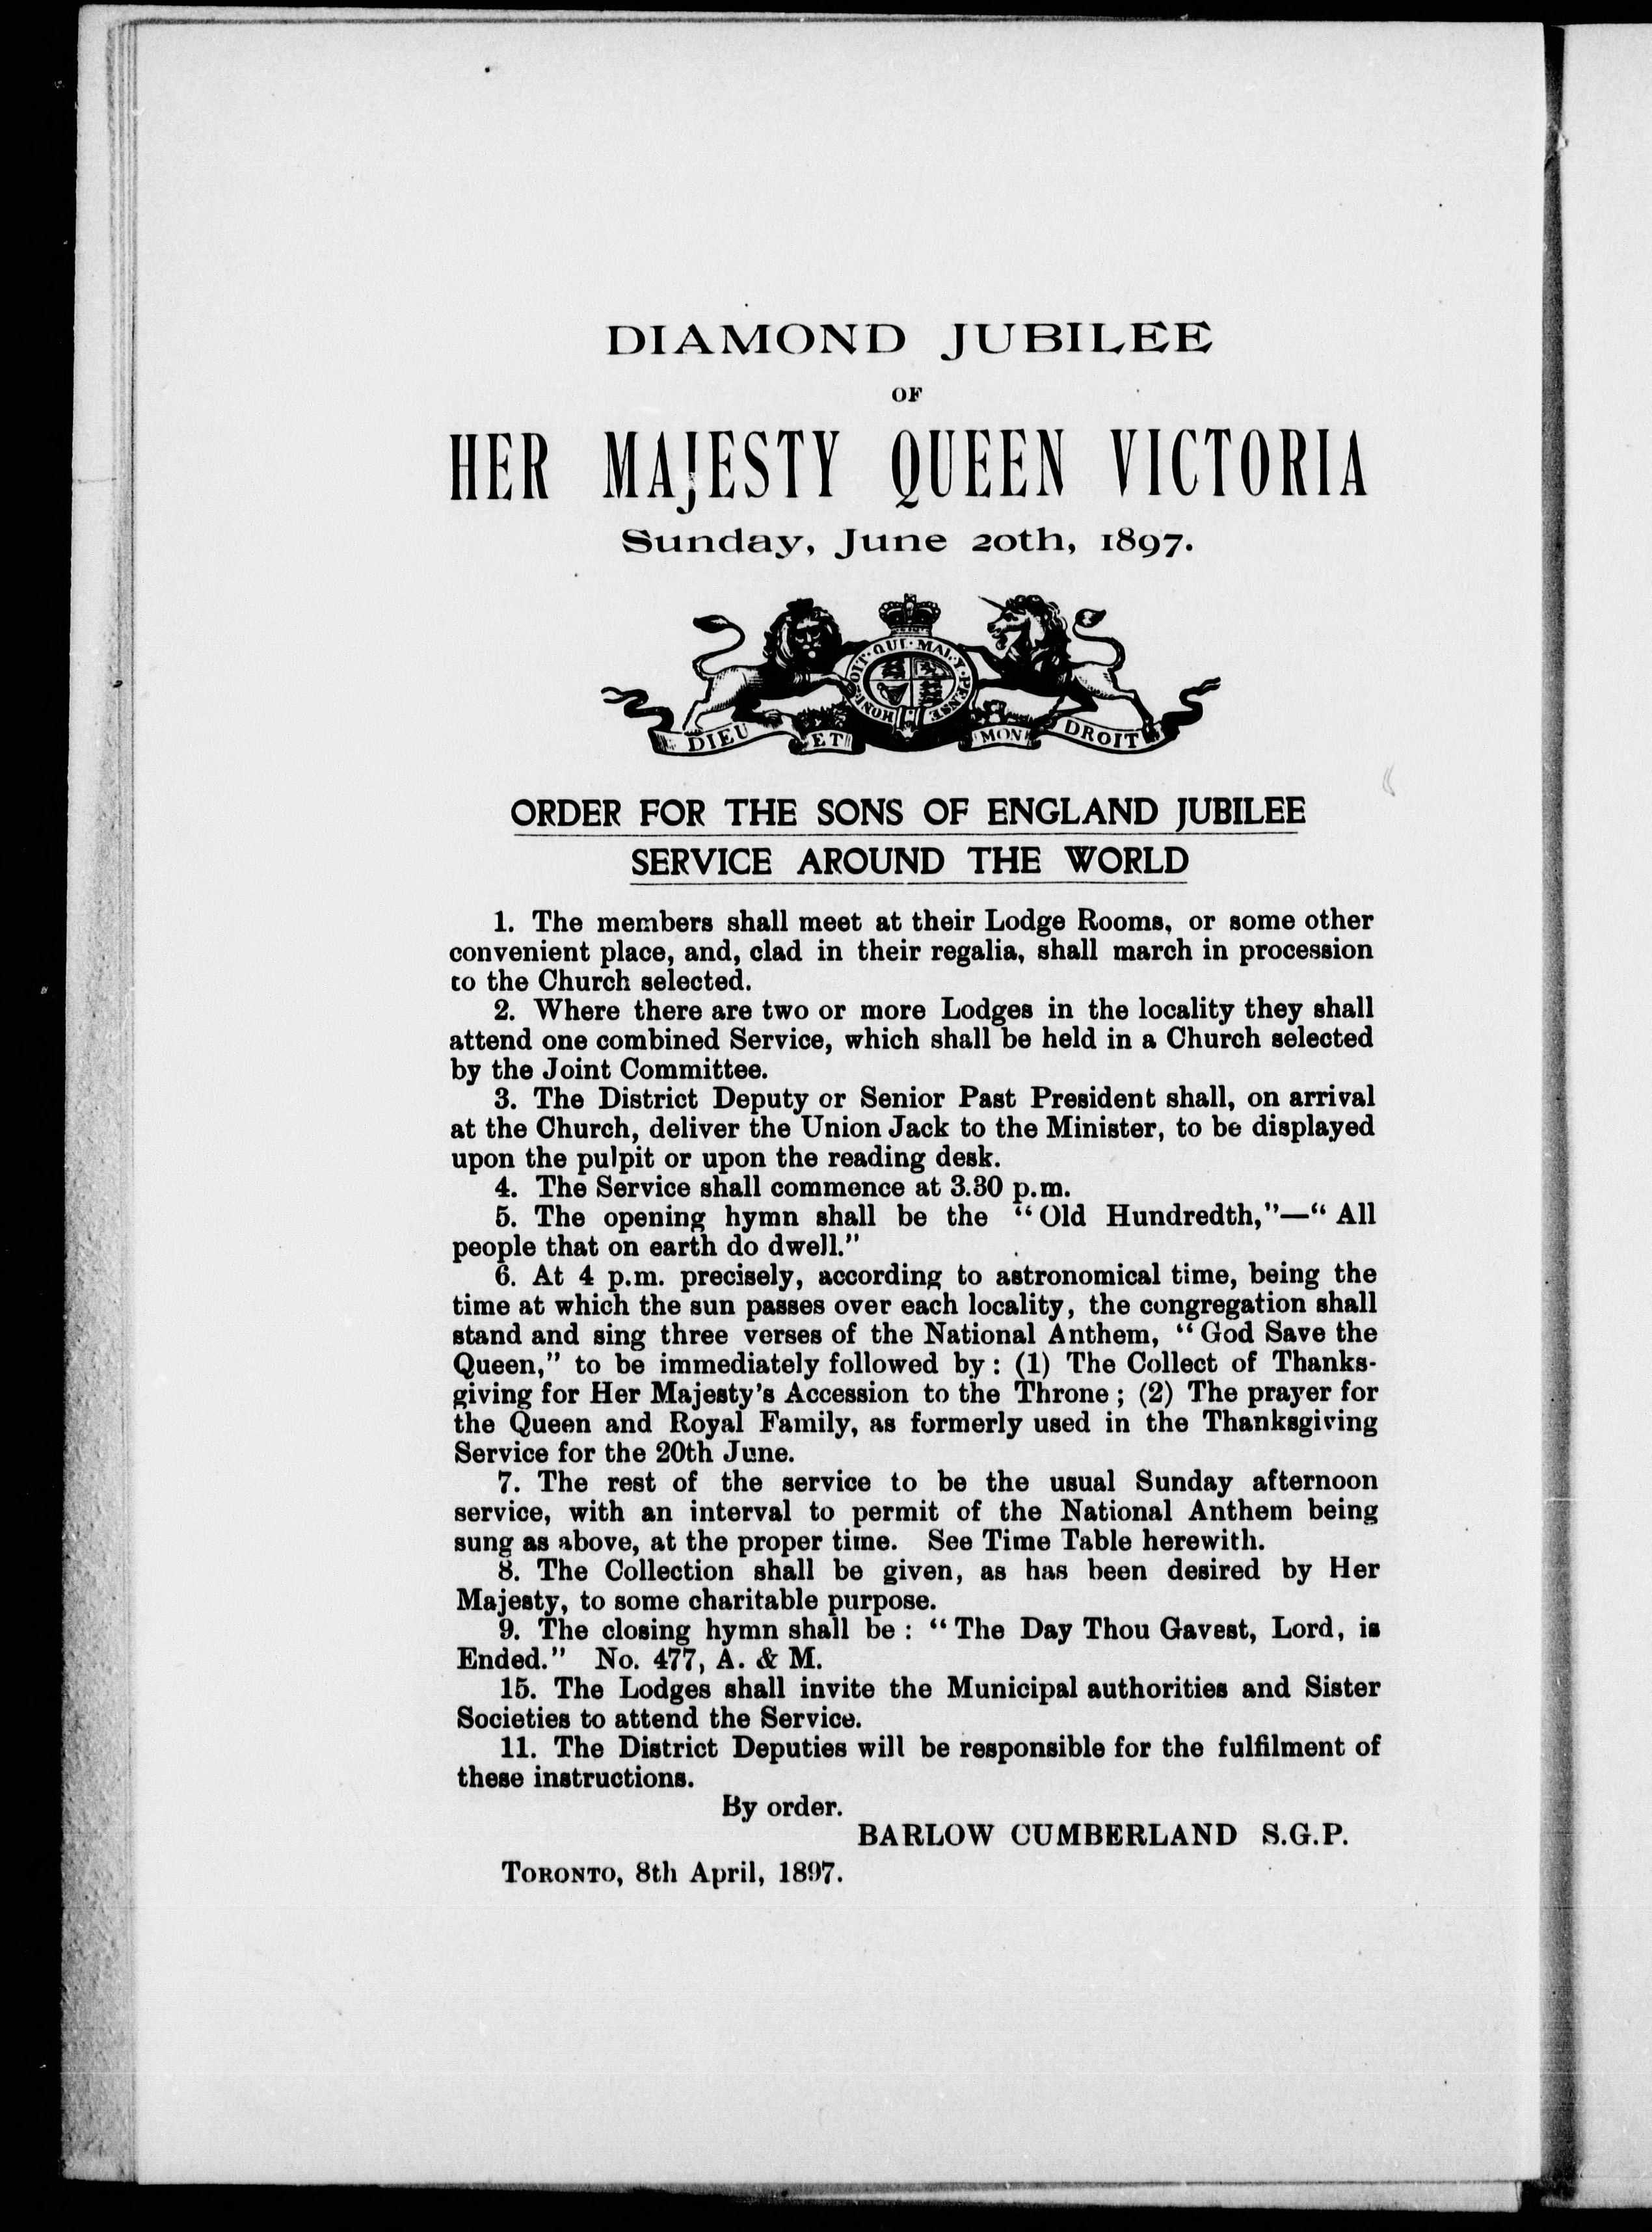 DIAMOND JUBILEE
OF
HER MAJESTY QUEEN VICTORIA
Sunday, June 20th, 1897.
HONI·SOIT·QUI·MAL·Y·PENSE
DIEU ET MON DROIT
ORDER FOR THE SONS OF ENGLAND JUBILEE
SERVICE AROUND THE WORLD
1. The members shall meet at their Lodge Rooms, or some other
convenient place, and, clad in their regalia, shall march in procession
to the Church selected.
2. Where there are two or more Lodges in the locality they shall
attend one combined Service, which shall be held in a Church selected
by the Joint Committee.
3. The District Deputy or Senior Past President shall, on arrival
at the Church, deliver the Union Jack to the Minister, to be displayed
upon the pulpit or upon the reading desk.
4. The Service shall commence at 3.30 p.m.
5. The opening hymn shall be the “Old Hundredth,”—“ All
people that on earth do dwell.”
6. At 4 p.m. precisely, according to astronomical time, being the
time at which the sun passes over each locality, the congregation shall
stand and sing three verses of the National Anthem, “God Save the
Queen,” to be immediately followed by: (1) The Collect of Thanks-
giving for Her Majesty’s Accession to the Throne; (2) The prayer for
the Queen and Royal Family, as formerly used in the Thanksgiving
Service for the 20th June.
7. The rest of the service to be the usual Sunday afternoon
service, with an interval to permit of the National Anthem being
sung as above, at the proper time. See Time Table herewith.
8. The Collection shall be given, as has been desired by Her
Majesty, to some charitable purpose.
9. The closing hymn shall be: “The Day Thou Gavest, Lord, is
Ended.” No. 477, A. & M.
15. The Lodges shall invite the Municipal authorities and Sister
Societies to attend the Service.
11. The District Deputies will be responsible for the fulfilment of
these instructions.
By order.
BARLOW CUMBERLAND S.G.P.
TORONTO, 8th April, 1897.